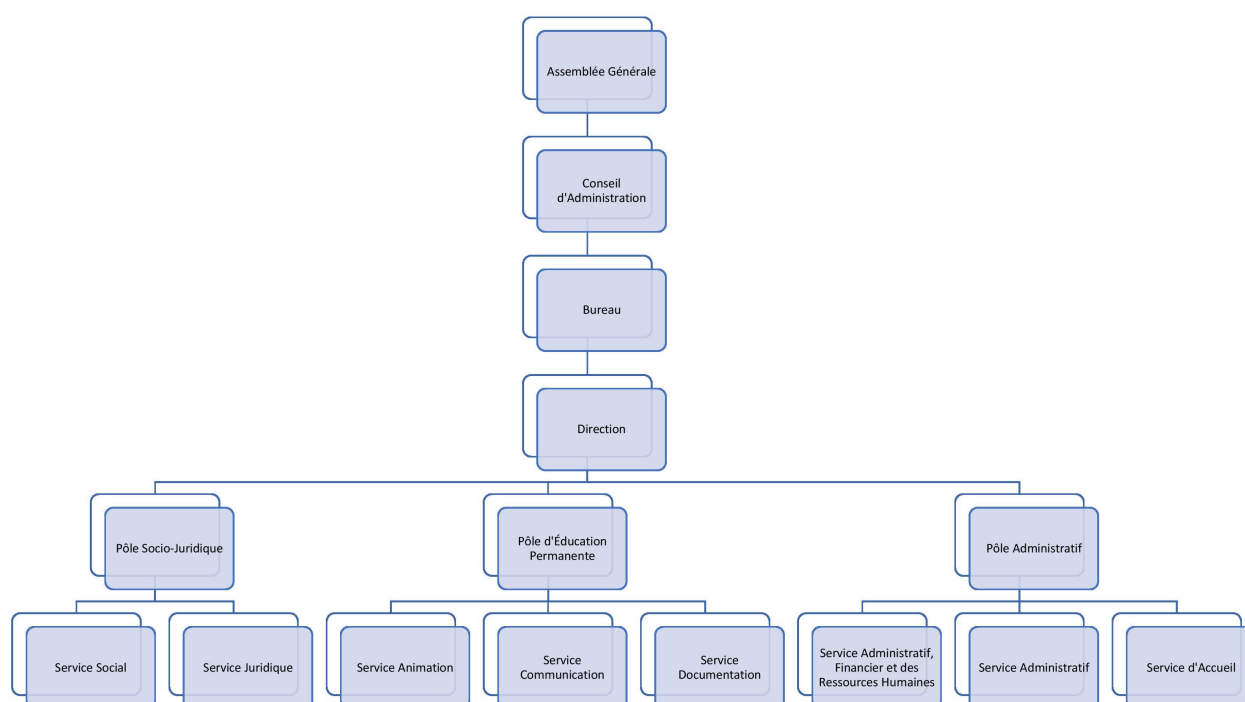 Assemblée Générale
Conseil
d'Administration
Bureau
Direction
Pôle Socio-Juridique
Pôle d'Éducation
Permanente
Pôle Administratif
Service Social
Service Juridique
Service Animation
Service
Communication
Service
Documentation
Service Administratif,
Financier et des
Ressources Humaines
Service Administratif
Service d'Accueil